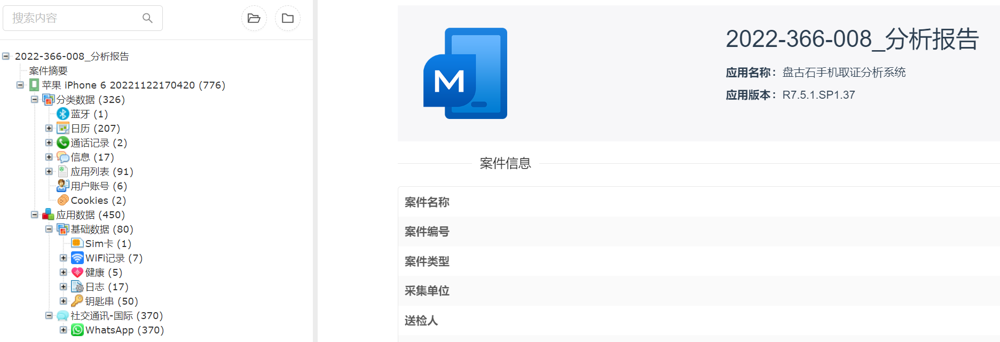 搜索内容
2022-366-008_分析报告
案件摘要
苹果 iPhone 6 20221122170420 (776)
分类数据 (326)
蓝牙 (1)
日历 (207)
通话记录 (2)
信息 (17)
应用列表 (91)
用户账号 (6)
Cookies (2)
应用数据 (450)
基础数据 (80)
Sim卡 (1)
WiFi记录 (7)
健康 (5)
日志 (17)
钥匙串 (50)
社交通讯-国际 (370)
WhatsApp (370)
M
2022-366-008_分析报告
应用名称：盘古石手机取证分析系统
应用版本：R7.5.1.SP1.37
案件信息
案件名称
案件编号
案件类型
采集单位
送检人